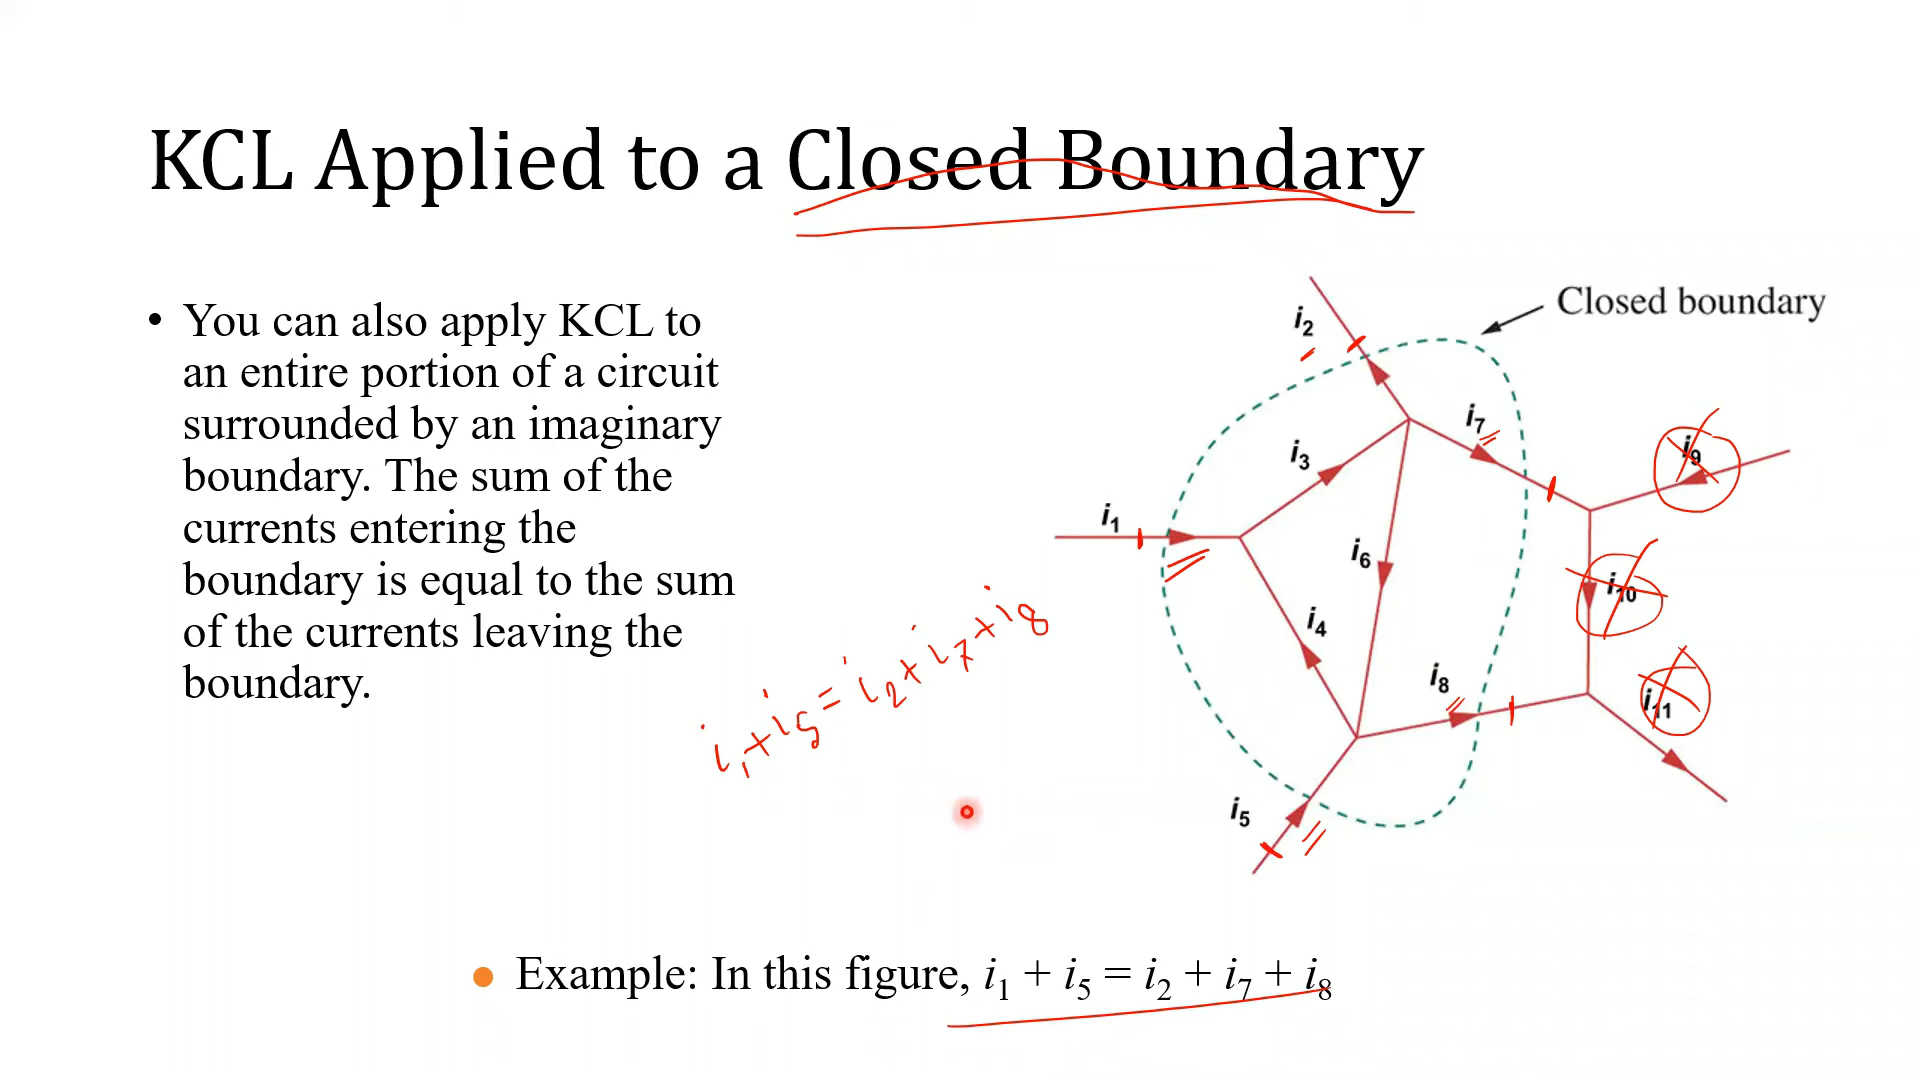 KCL Applied to a Closed Boundary
• You can also apply KCL to
an entire portion of a circuit
surrounded by an imaginary
boundary. The sum of the
currents entering the
boundary is equal to the sum
of the currents leaving the
boundary.
Closed boundary
i₂
i₇
i₉
i₃
i₁
i₆
i₁₀
i₄
i₈
i₁₁
i₅
i₁+i₅=i₂+i₇+i₈
• Example: In this figure, i₁ + i₅ = i₂ + i₇ + i₈